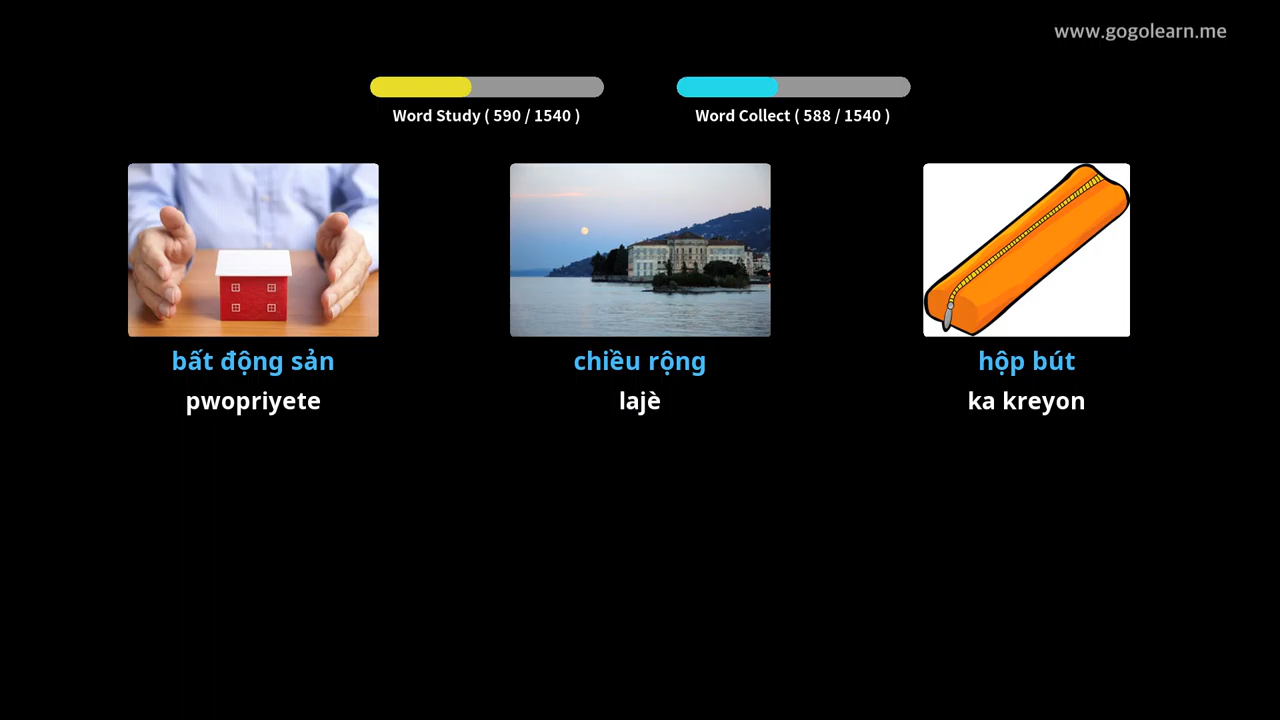 www.gogolearn.me
Word Study ( 590 / 1540 )
Word Collect ( 588 / 1540 )
bất động sản
chiều rộng
hộp bút
pwopriyete
lajè
ka kreyon